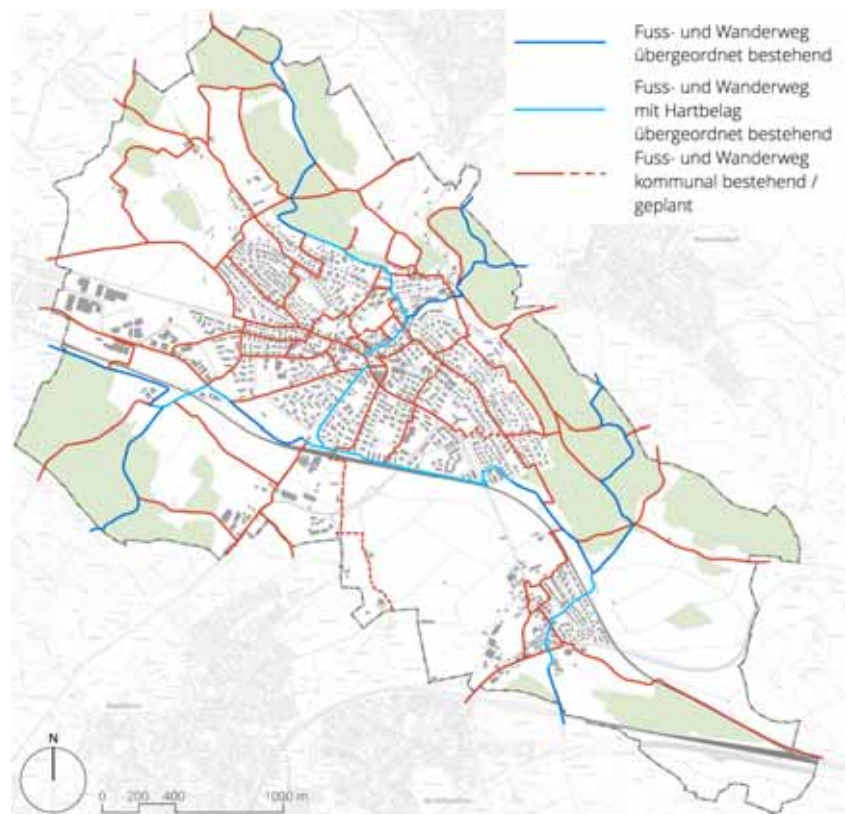 Fuss- und Wanderweg
übergeordnet bestehend
Fuss- und Wanderweg
mit Hartbelag
übergeordnet bestehend
Fuss- und Wanderweg
kommunal bestehend /
geplant
N
0 200 400 1000 m